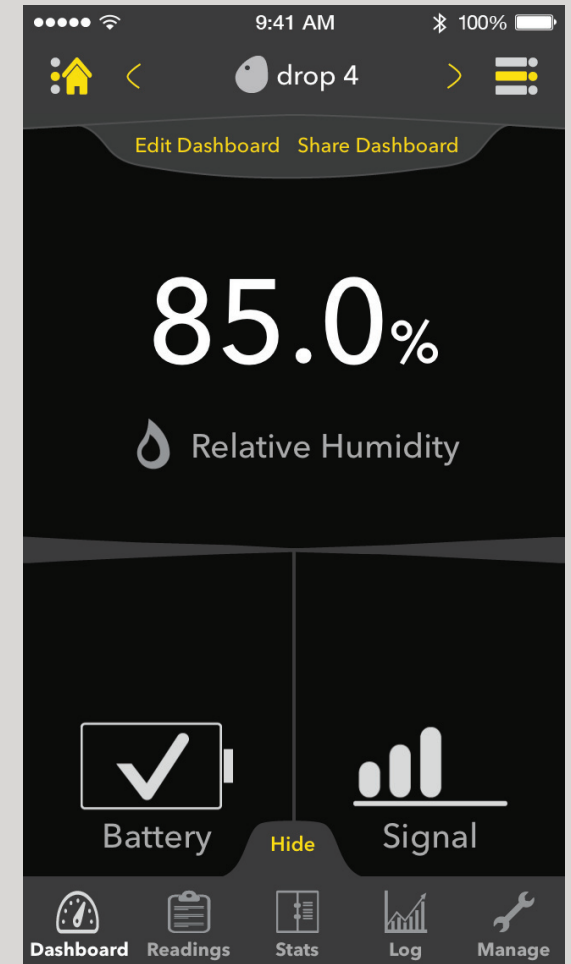 9:41 AM 100%
drop 4
Edit Dashboard Share Dashboard
85.0%
Relative Humidity
Battery Hide Signal
Dashboard Readings Stats Log Manage